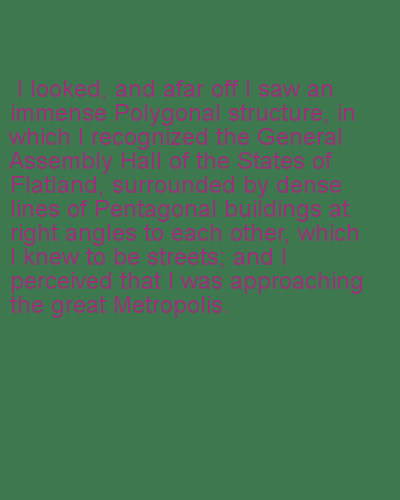 I looked, and afar off I saw an
immense Polygonal structure, in
which I recognized the General
Assembly Hall of the States of
Flatland, surrounded by dense
lines of Pentagonal buildings at
right angles to each other, which
I knew to be streets; and I
perceived that I was approaching
the great Metropolis.